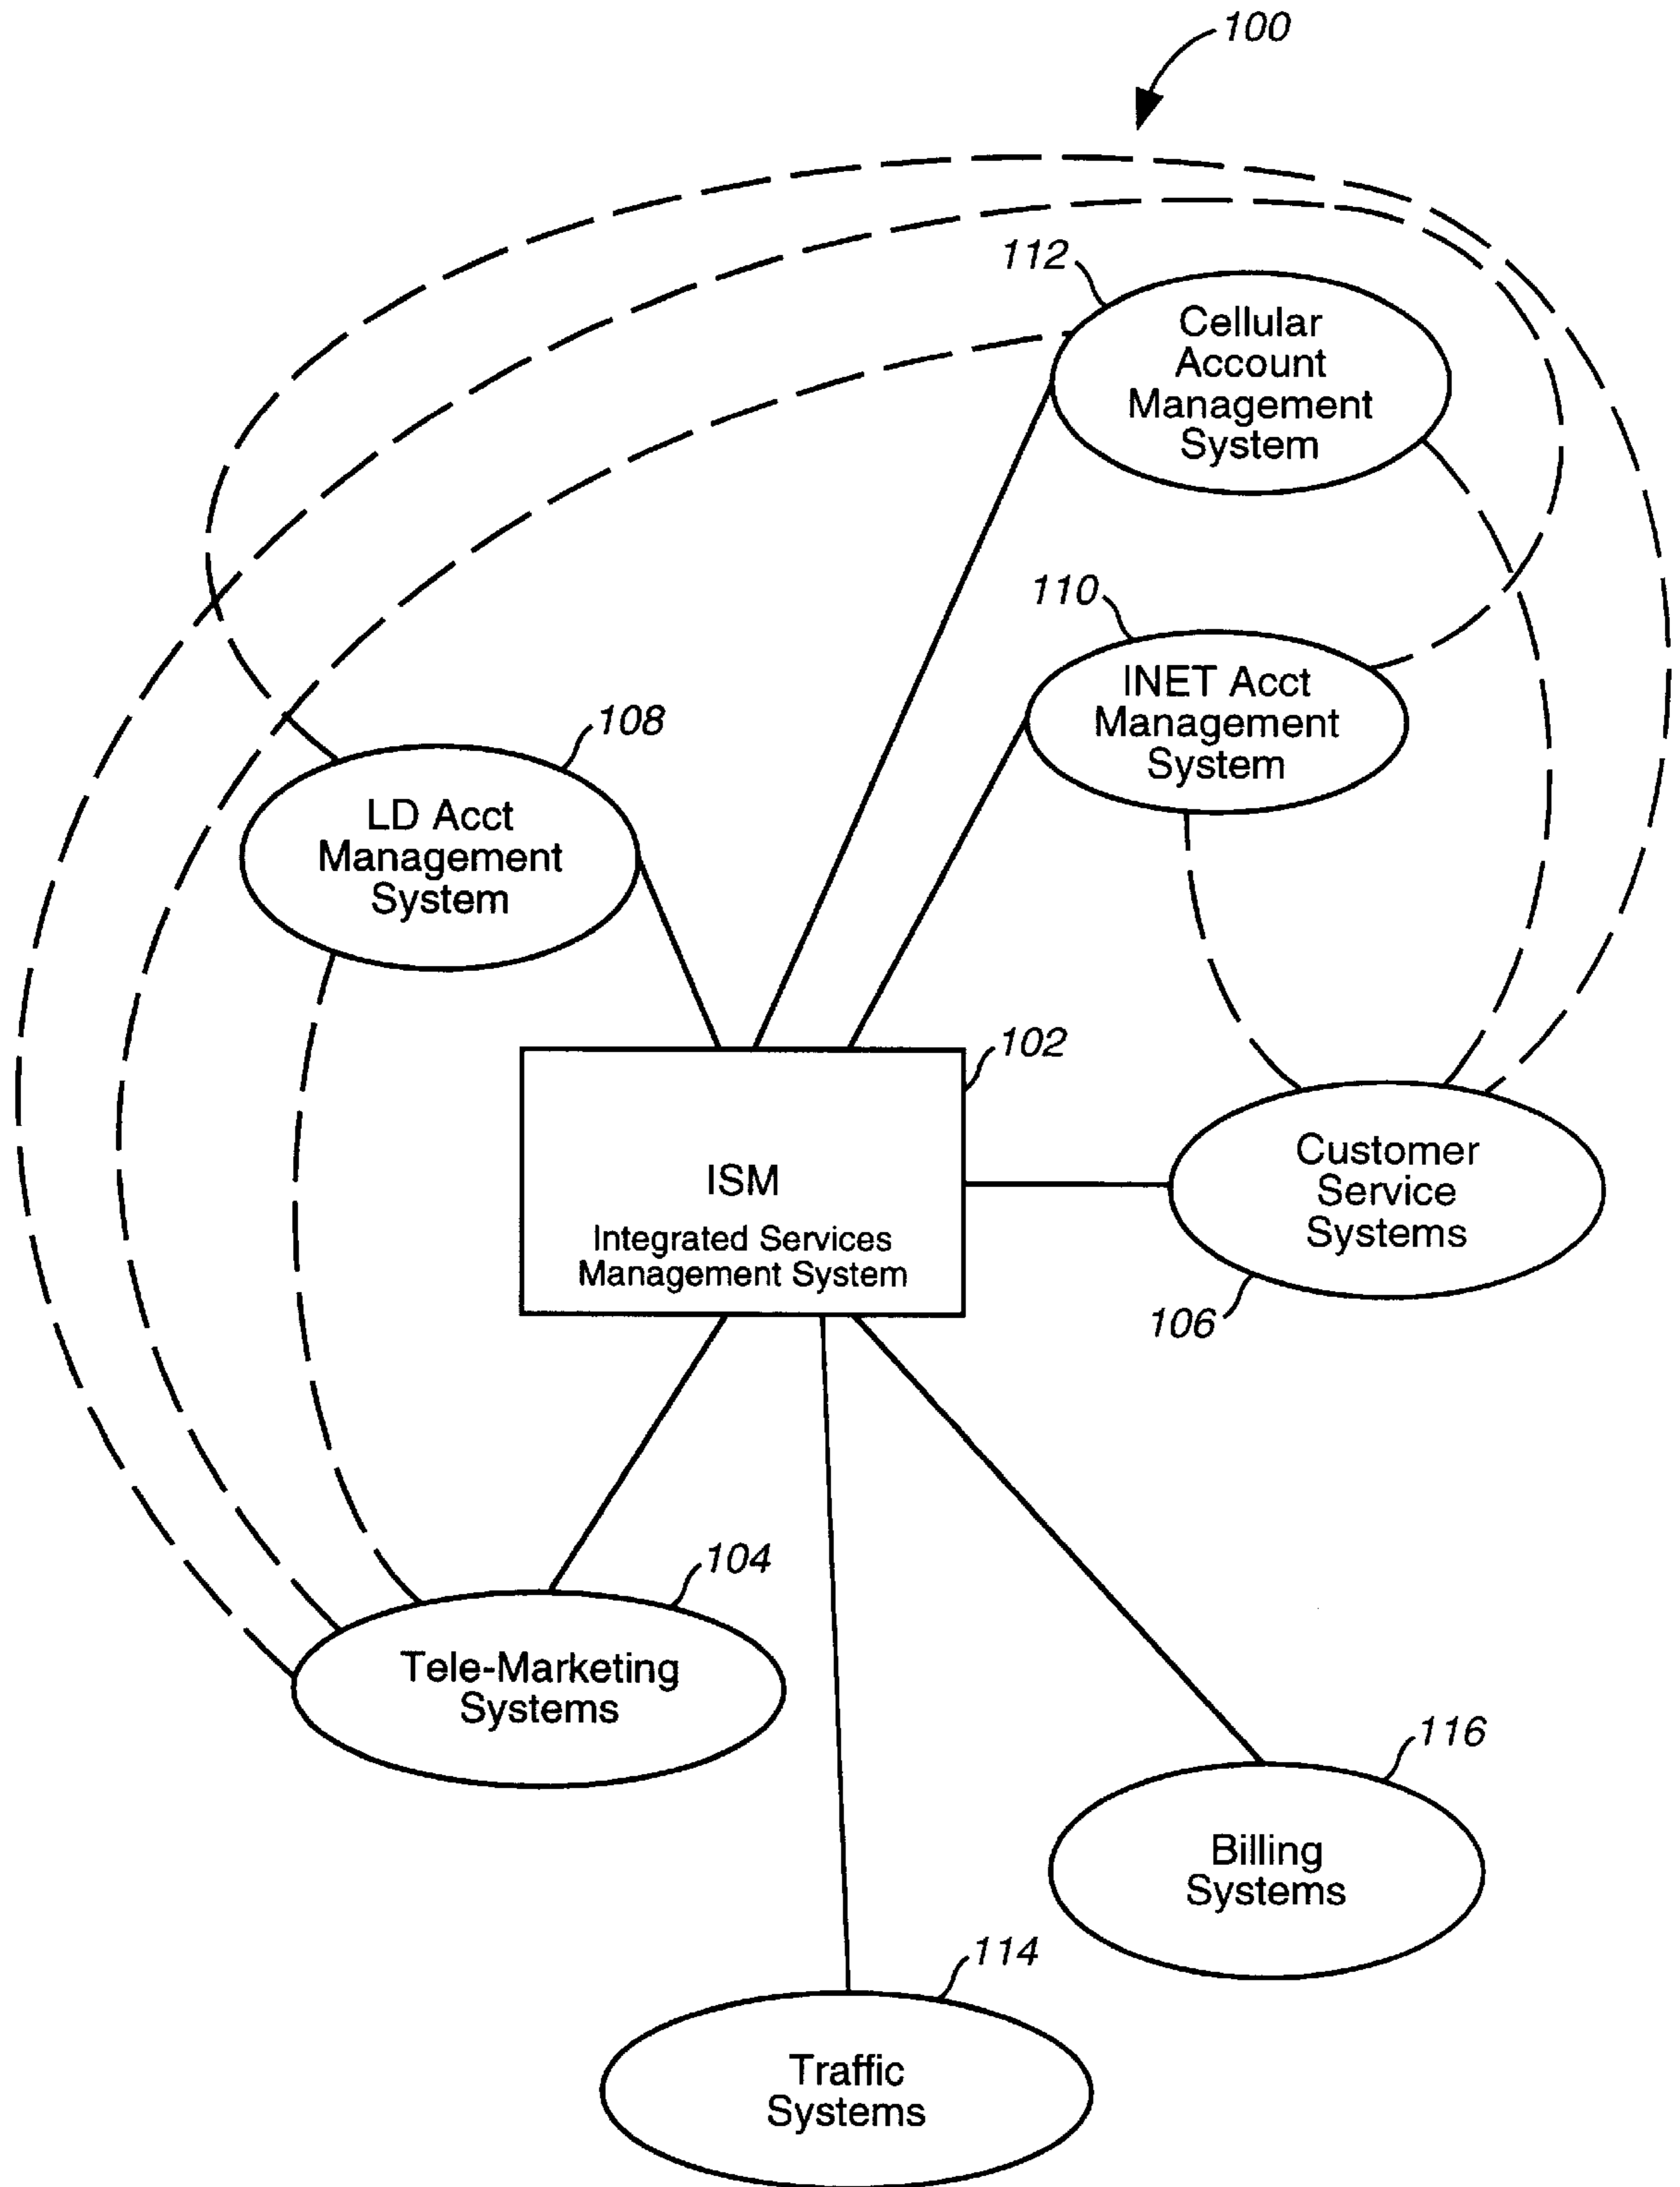 100
112
Cellular
Account
Management
System
110
INET Acct
Management
System
108
LD Acct
Management
System
102
ISM
Integrated Services
Management System
Customer
Service
Systems
106
104
Tele-Marketing
Systems
116
Billing
Systems
114
Traffic
Systems